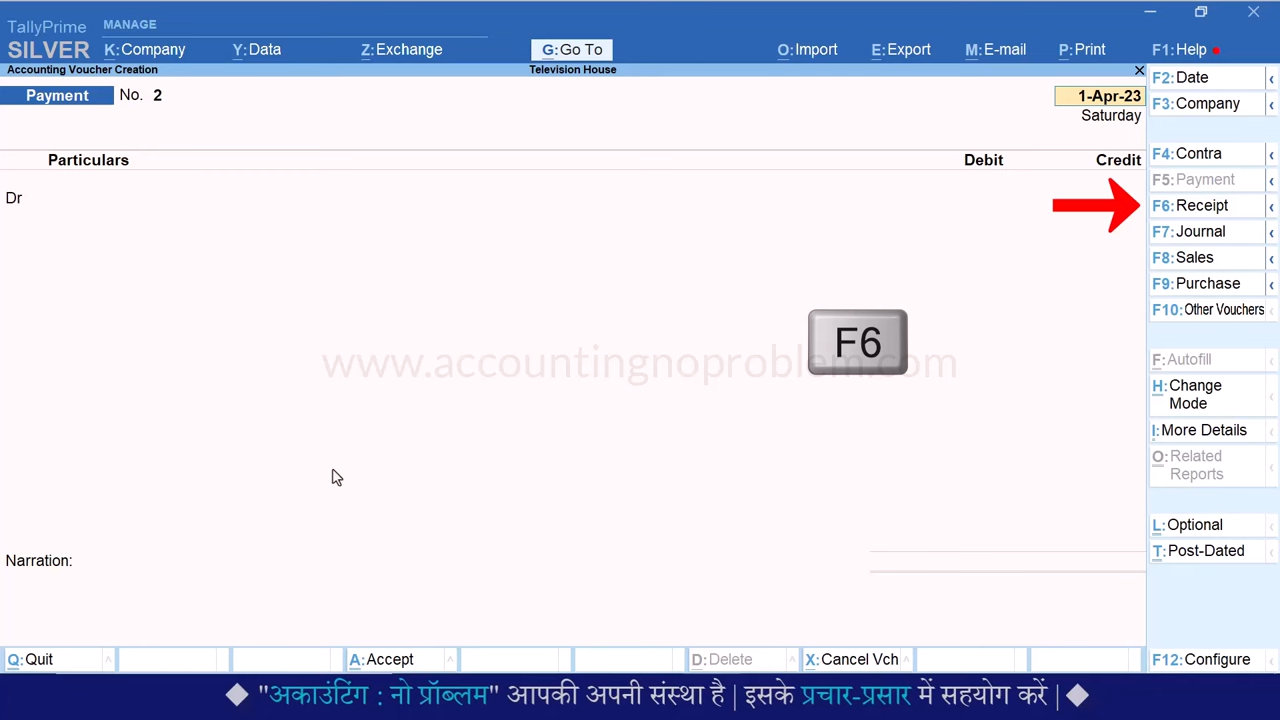 TallyPrime MANAGE
SILVER K:Company Y:Data Z:Exchange G:Go To O:Import E:Export M:E-mail P:Print F1:Help
Accounting Voucher Creation Television House
Payment No. 2 1-Apr-23
Saturday
Particulars Debit Credit
Dr
F6
www.accountingnoproblem.com
Narration:
F2:Date
F3:Company
F4:Contra
F5:Payment
F6:Receipt
F7:Journal
F8:Sales
F9:Purchase
F10:Other Vouchers
F:Autofill
H:Change
Mode
I:More Details
O:Related
Reports
L:Optional
T:Post-Dated
Q:Quit A:Accept D:Delete X:Cancel Vch F12:Configure
"अकाउंटिंग : नो प्रॉब्लम" आपकी अपनी संस्था है | इसके प्रचार-प्रसार में सहयोग करें |